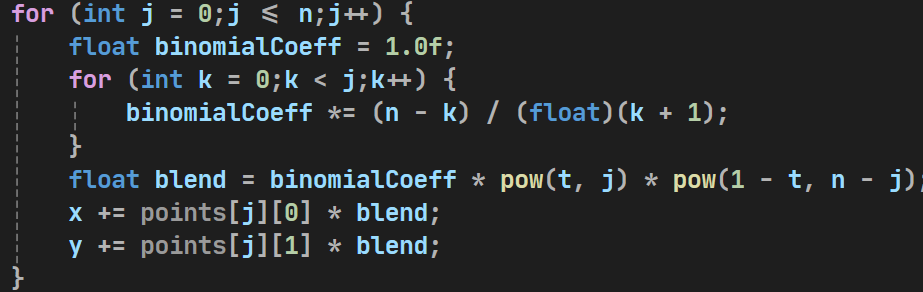 for (int j = 0;j <= n;j++) {
float binomialCoeff = 1.0f;
for (int k = 0;k < j;k++) {
binomialCoeff *= (n - k) / (float)(k + 1);
}
float blend = binomialCoeff * pow(t, j) * pow(1 - t, n - j);
x += points[j][0] * blend;
y += points[j][1] * blend;
}